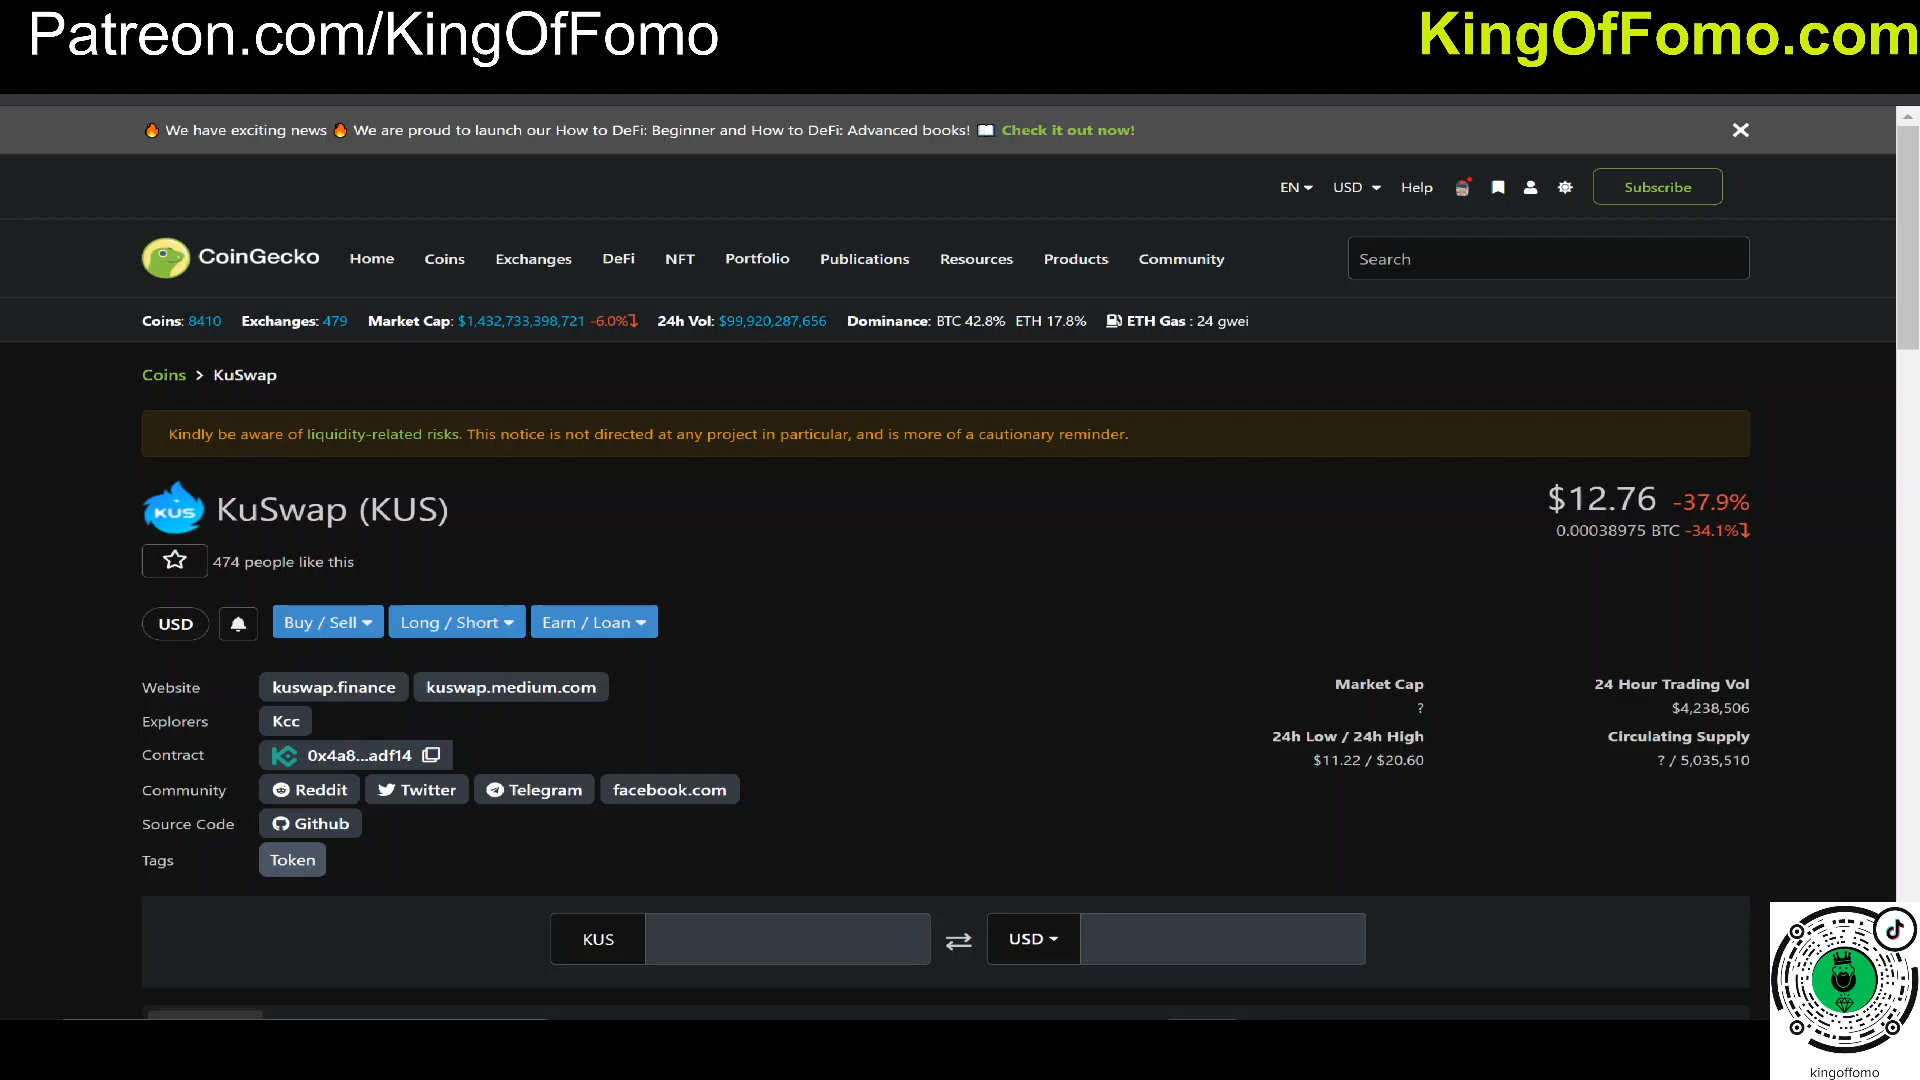 Patreon.com/KingOfFomo
KingOfFomo.com
We have exciting news We are proud to launch our How to DeFi: Beginner and How to DeFi: Advanced books! Check it out now!
EN USD Help Subscribe
CoinGecko Home Coins Exchanges DeFi NFT Portfolio Publications Resources Products Community Search
Coins: 8410 Exchanges: 479 Market Cap: $1,432,733,398,721 -6.0% 24h Vol: $99,920,287,656 Dominance: BTC 42.8% ETH 17.8% ETH Gas : 24 gwei
Coins > KuSwap
Kindly be aware of liquidity-related risks. This notice is not directed at any project in particular, and is more of a cautionary reminder.
KUS KuSwap (KUS)
$12.76 -37.9%
0.00038975 BTC -34.1%
474 people like this
USD Buy / Sell Long / Short Earn / Loan
Website kuswap.finance kuswap.medium.com
Explorers Kcc
Contract 0x4a8...adf14
Community Reddit Twitter Telegram facebook.com
Source Code Github
Tags Token
Market Cap
?
24 Hour Trading Vol
$4,238,506
24h Low / 24h High
$11.22 / $20.60
Circulating Supply
? / 5,035,510
KUS USD
kingoffomo